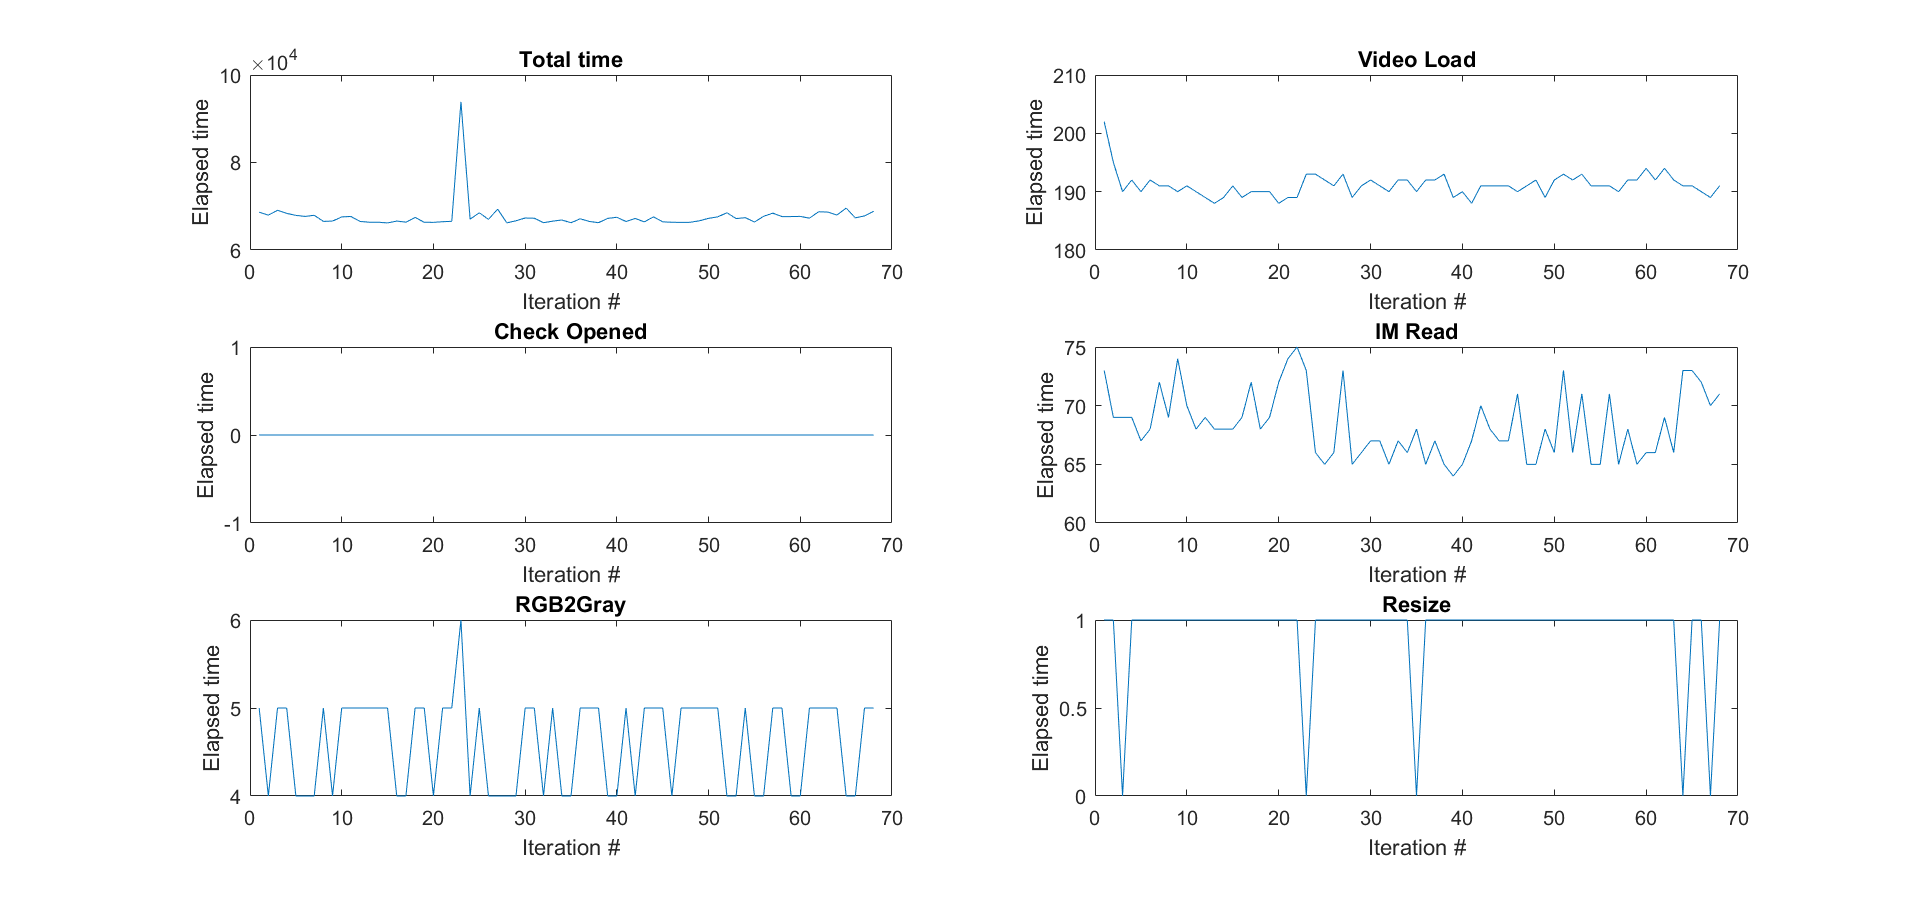 Total time
×10^4
10
8
6
Elapsed time
0 10 20 30 40 50 60 70
Iteration #
Video Load
210
200
190
180
Elapsed time
0 10 20 30 40 50 60 70
Iteration #
Check Opened
1
0
-1
Elapsed time
0 10 20 30 40 50 60 70
Iteration #
IM Read
75
70
65
60
Elapsed time
0 10 20 30 40 50 60 70
Iteration #
RGB2Gray
6
5
4
Elapsed time
0 10 20 30 40 50 60 70
Iteration #
Resize
1
0.5
0
Elapsed time
0 10 20 30 40 50 60 70
Iteration #